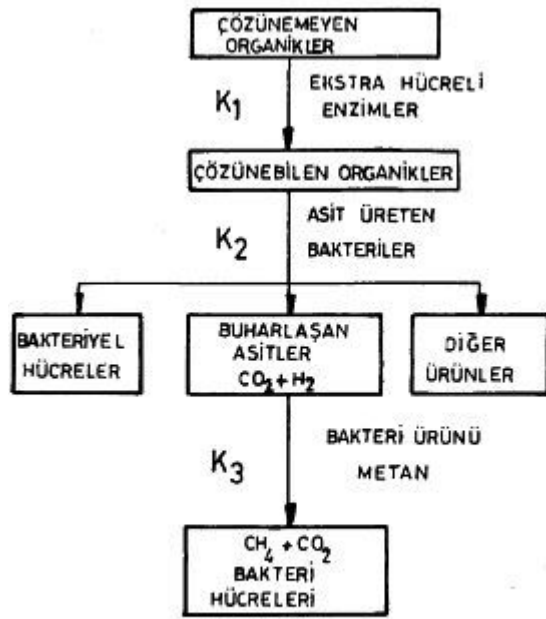 ÇÖZÜNEMEYEN
ORGANİKLER
K1
EKSTRA HÜCRELİ
ENZİMLER
ÇÖZÜNEBİLEN ORGANİKLER
K2
ASİT ÜRETEN
BAKTERİLER
BAKTERİYEL
HÜCRELER
BUHARLAŞAN
ASİTLER
CO2+H2
DİĞER
ÜRÜNLER
K3
BAKTERİ ÜRÜNÜ
METAN
CH4+CO2
BAKTERİ
HÜCRELERİ